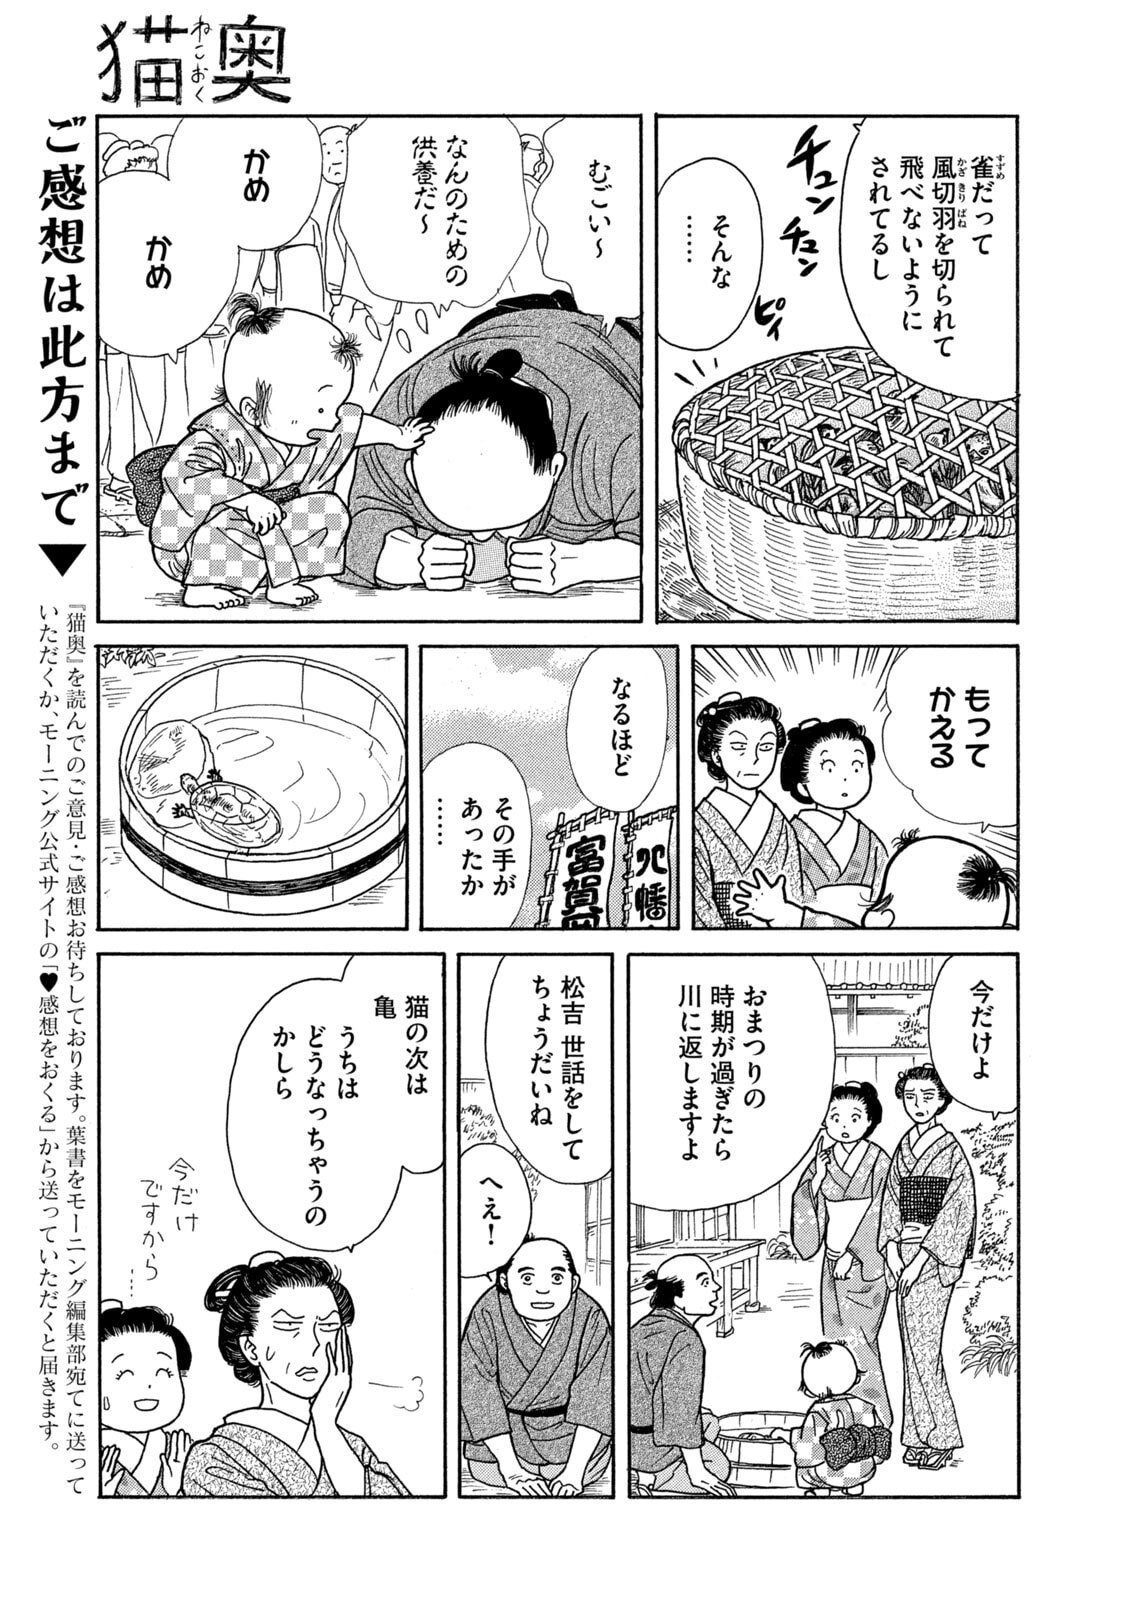 猫奥
ねこおく
ご感想は此方まで▼
『猫奥』を読んでのご意見・ご感想お待ちしております。葉書をモーニング編集部宛てに送って
いただくか、モーニング公式サイトの「♥感想をおくる」から送っていただくと届きます。
雀だって
すずめ
風切羽を切られて
かざきりばね
飛べないように
されてるし
チュン
チュン
ピィ
そんな
……
むごい～
なんのための
供養だ～
かめ
かめ
もって
かえる
なるほど
その手が
あったか
……
八幡
富賀岡
今だけよ
おまつりの
時期が過ぎたら
川に返しますよ
松吉 世話をして
ちょうだいね
へえ！
猫の次は
亀
うちは
どうなっちゃうの
かしら
今だけ
ですから
……